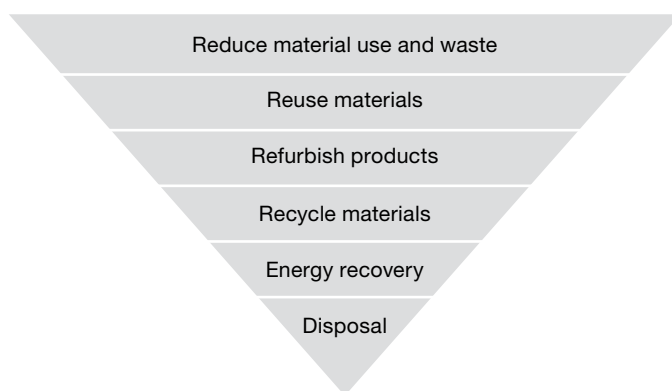 Reduce material use and waste
Reuse materials
Refurbish products
Recycle materials
Energy recovery
Disposal